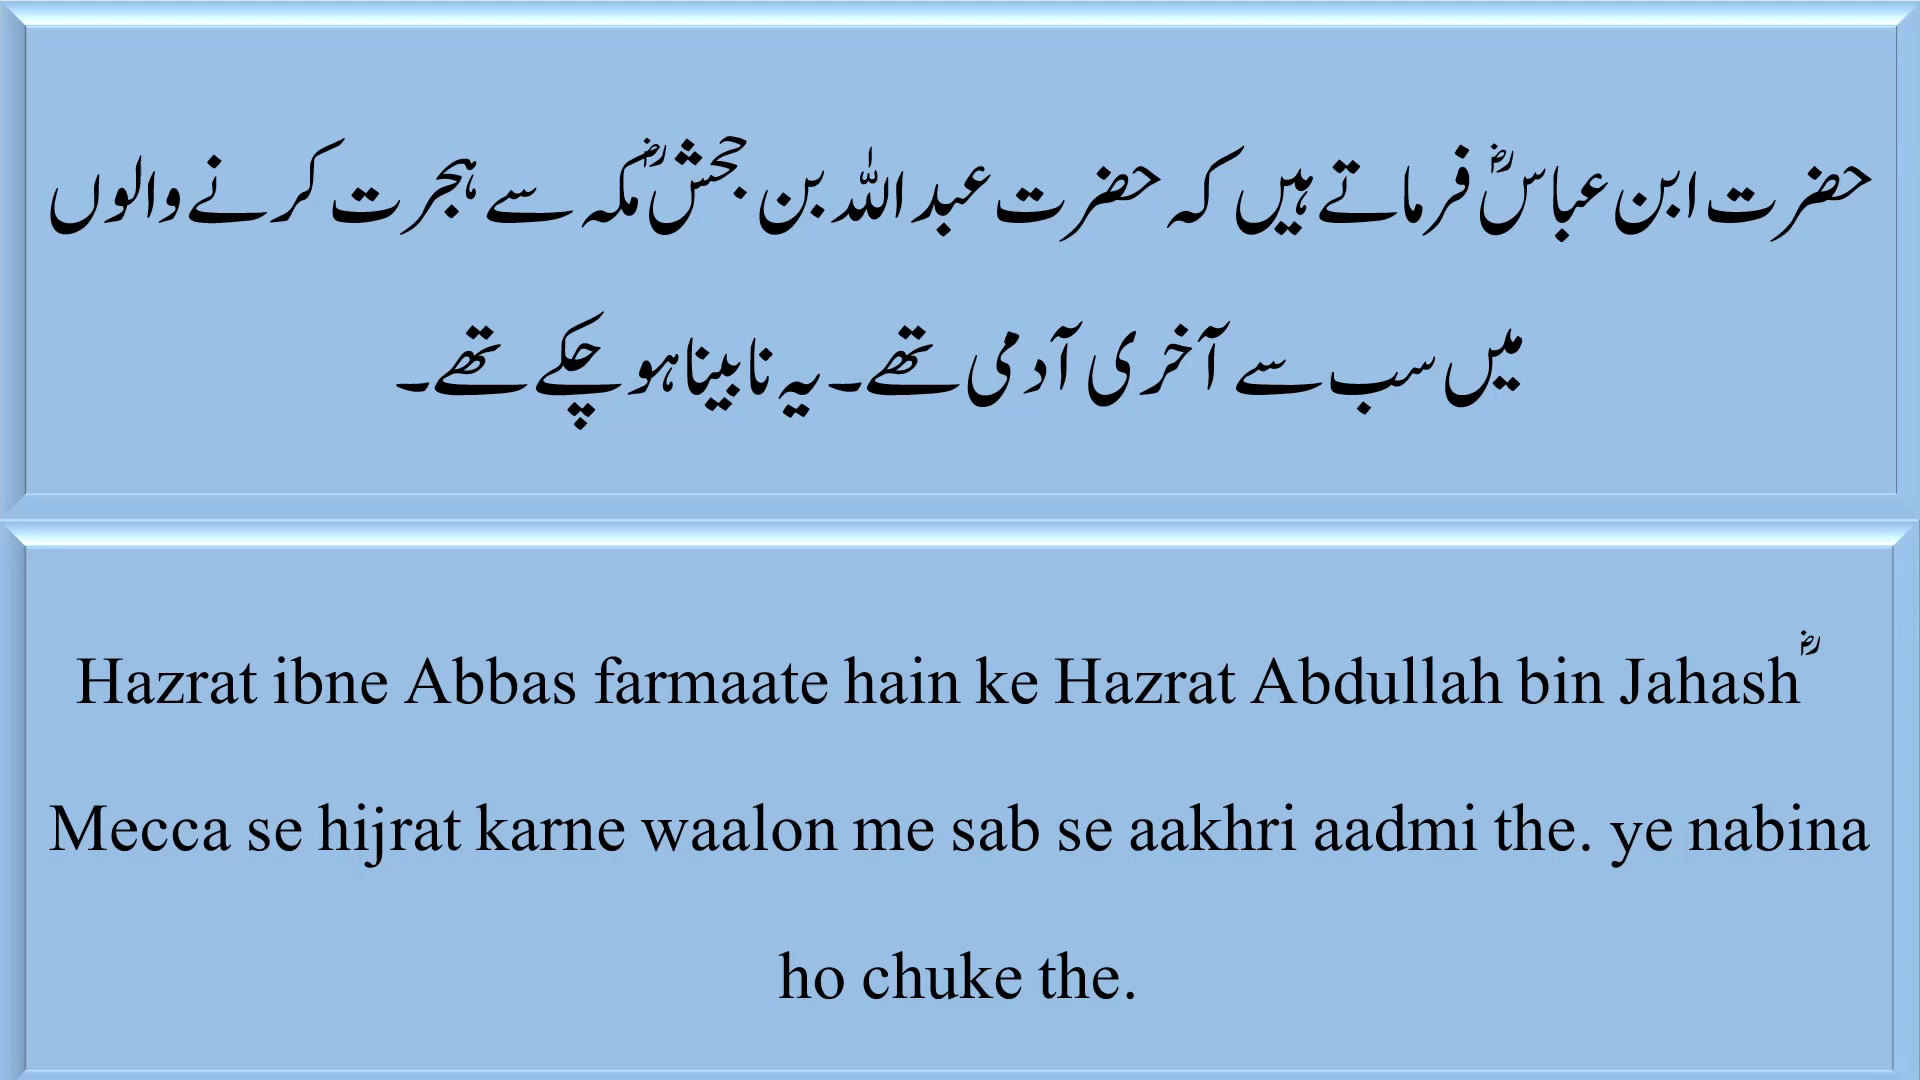 حضرت ابن عباسؓ فرماتے ہیں کہ حضرت عبد اللہ بن جحشؓ مکہ سے ہجرت کرنے والوں
میں سب سے آخری آدمی تھے۔ یہ نابینا ہو چکے تھے۔
Hazrat ibne Abbas farmaate hain ke Hazrat Abdullah bin Jahashؓ
Mecca se hijrat karne waalon me sab se aakhri aadmi the. ye nabina
ho chuke the.